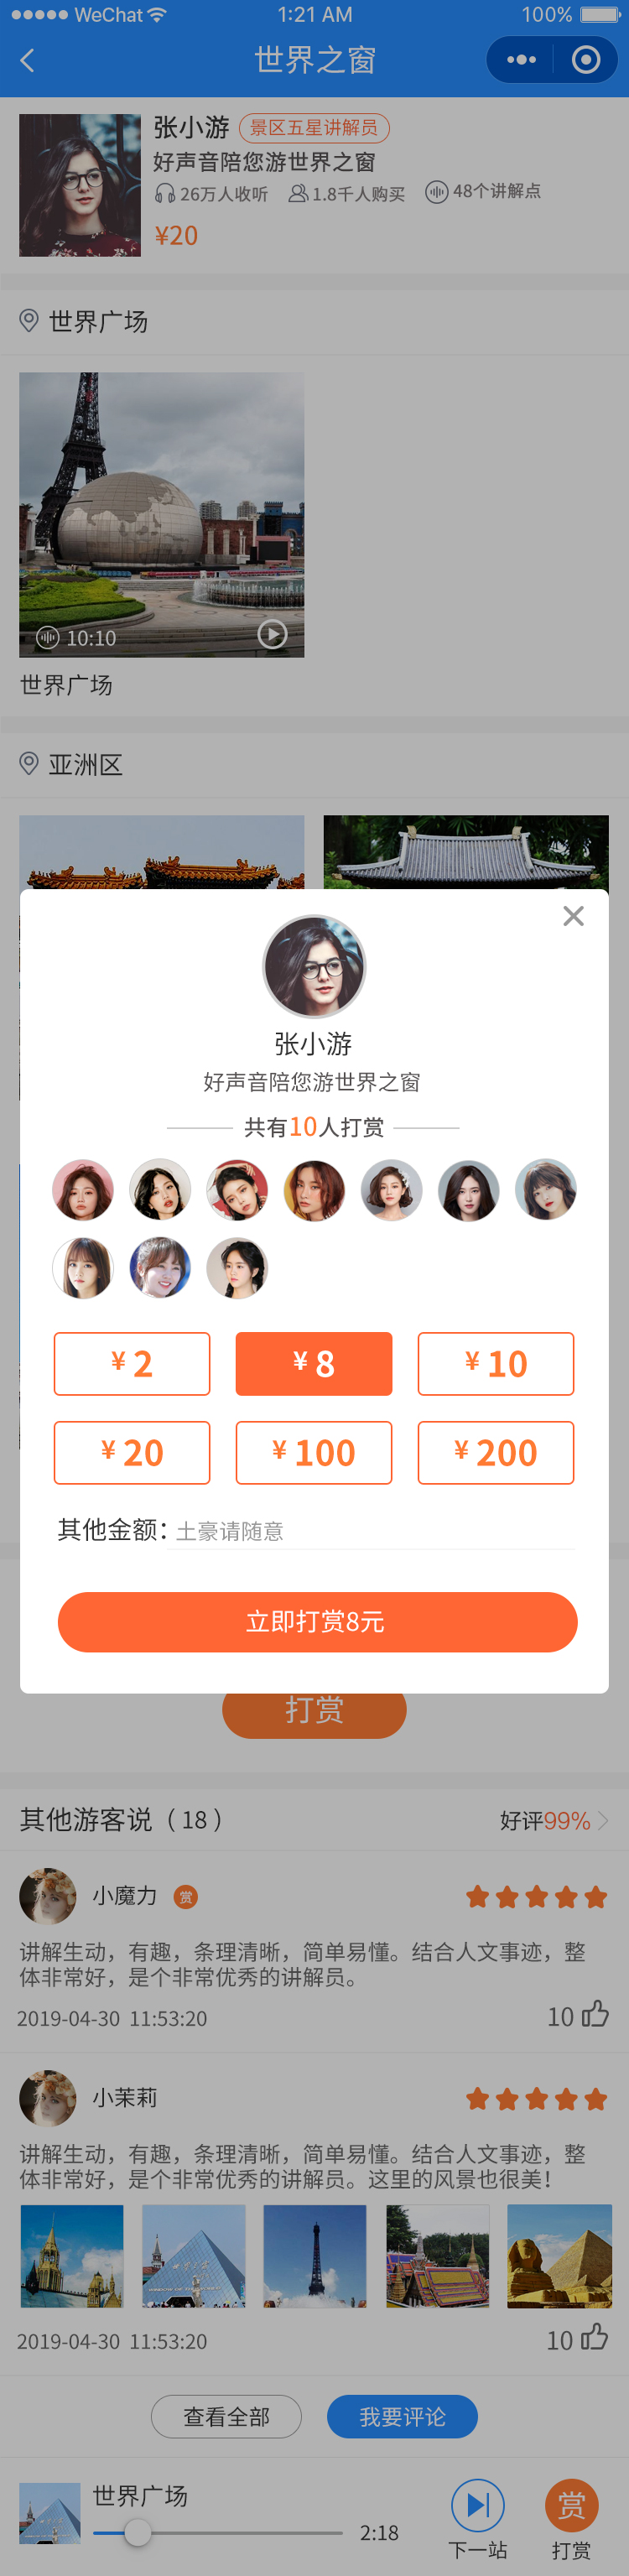 WeChat 1:21 AM 100%
世界之窗
张小游 景区五星讲解员
好声音陪您游世界之窗
26万人收听 1.8千人购买 48个讲解点
¥20
世界广场
10:10
世界广场
亚洲区
张小游
好声音陪您游世界之窗
共有10人打赏
¥ 2 ¥ 8 ¥ 10
¥ 20 ¥ 100 ¥ 200
其他金额：土豪请随意
立即打赏8元
打赏
其他游客说（ 18 ） 好评99%
小魔力 赏
讲解生动，有趣，条理清晰，简单易懂。结合人文事迹，整
体非常好，是个非常优秀的讲解员。
2019-04-30 11:53:20 10
小茉莉
讲解生动，有趣，条理清晰，简单易懂。结合人文事迹，整
体非常好，是个非常优秀的讲解员。这里的风景也很美！
2019-04-30 11:53:20 10
查看全部 我要评论
世界广场 赏
2:18 下一站 打赏